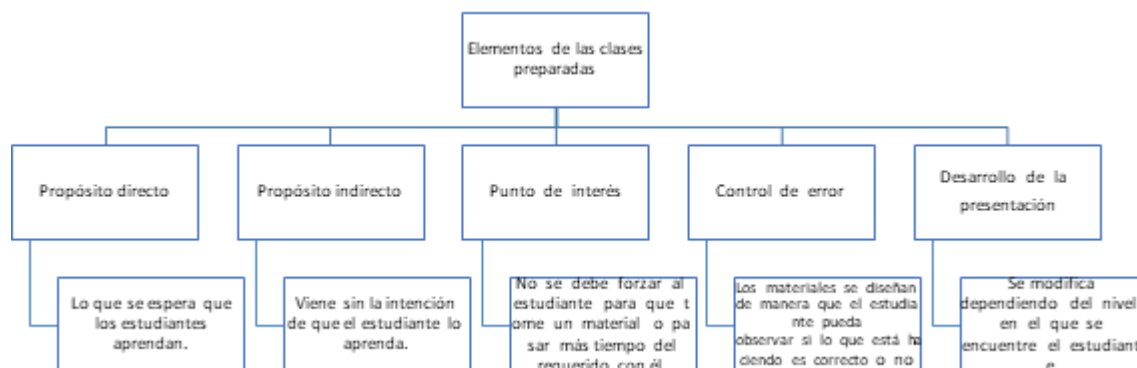 Elementos de las clases
preparadas
Propósito directo
Propósito indirecto
Punto de interés
Control de error
Desarrollo de la
presentación
Lo que se espera que
los estudiantes
aprendan.
Viene sin la intención
de que el estudiante lo
aprenda.
No se debe forzar al
estudiante para que t
ome un material o pa
sar más tiempo del
requerido con él
Los materiales se diseñan
de manera que el estudia
nte pueda
observar si lo que está ha
ciendo es correcto o no
Se modifica
dependiendo del nivel
en el que se
encuentre el estudiant
e